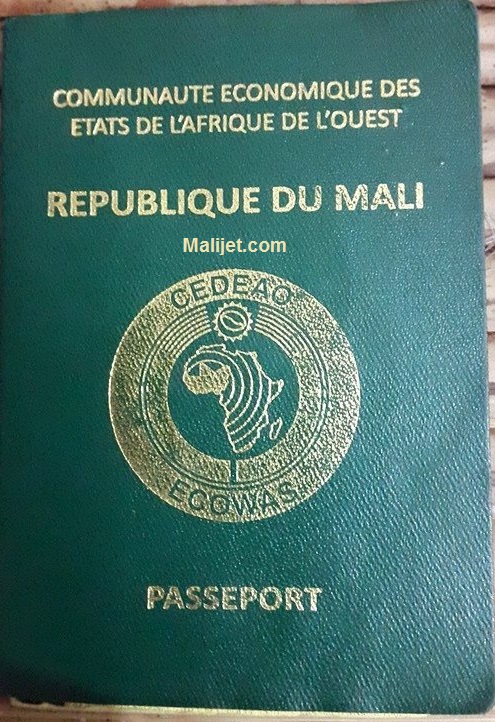 COMMUNAUTE ECONOMIQUE DES
ETATS DE L'AFRIQUE DE L'OUEST
REPUBLIQUE DU MALI
Malijet.com
CEDEAO
ECOWAS
PASSEPORT